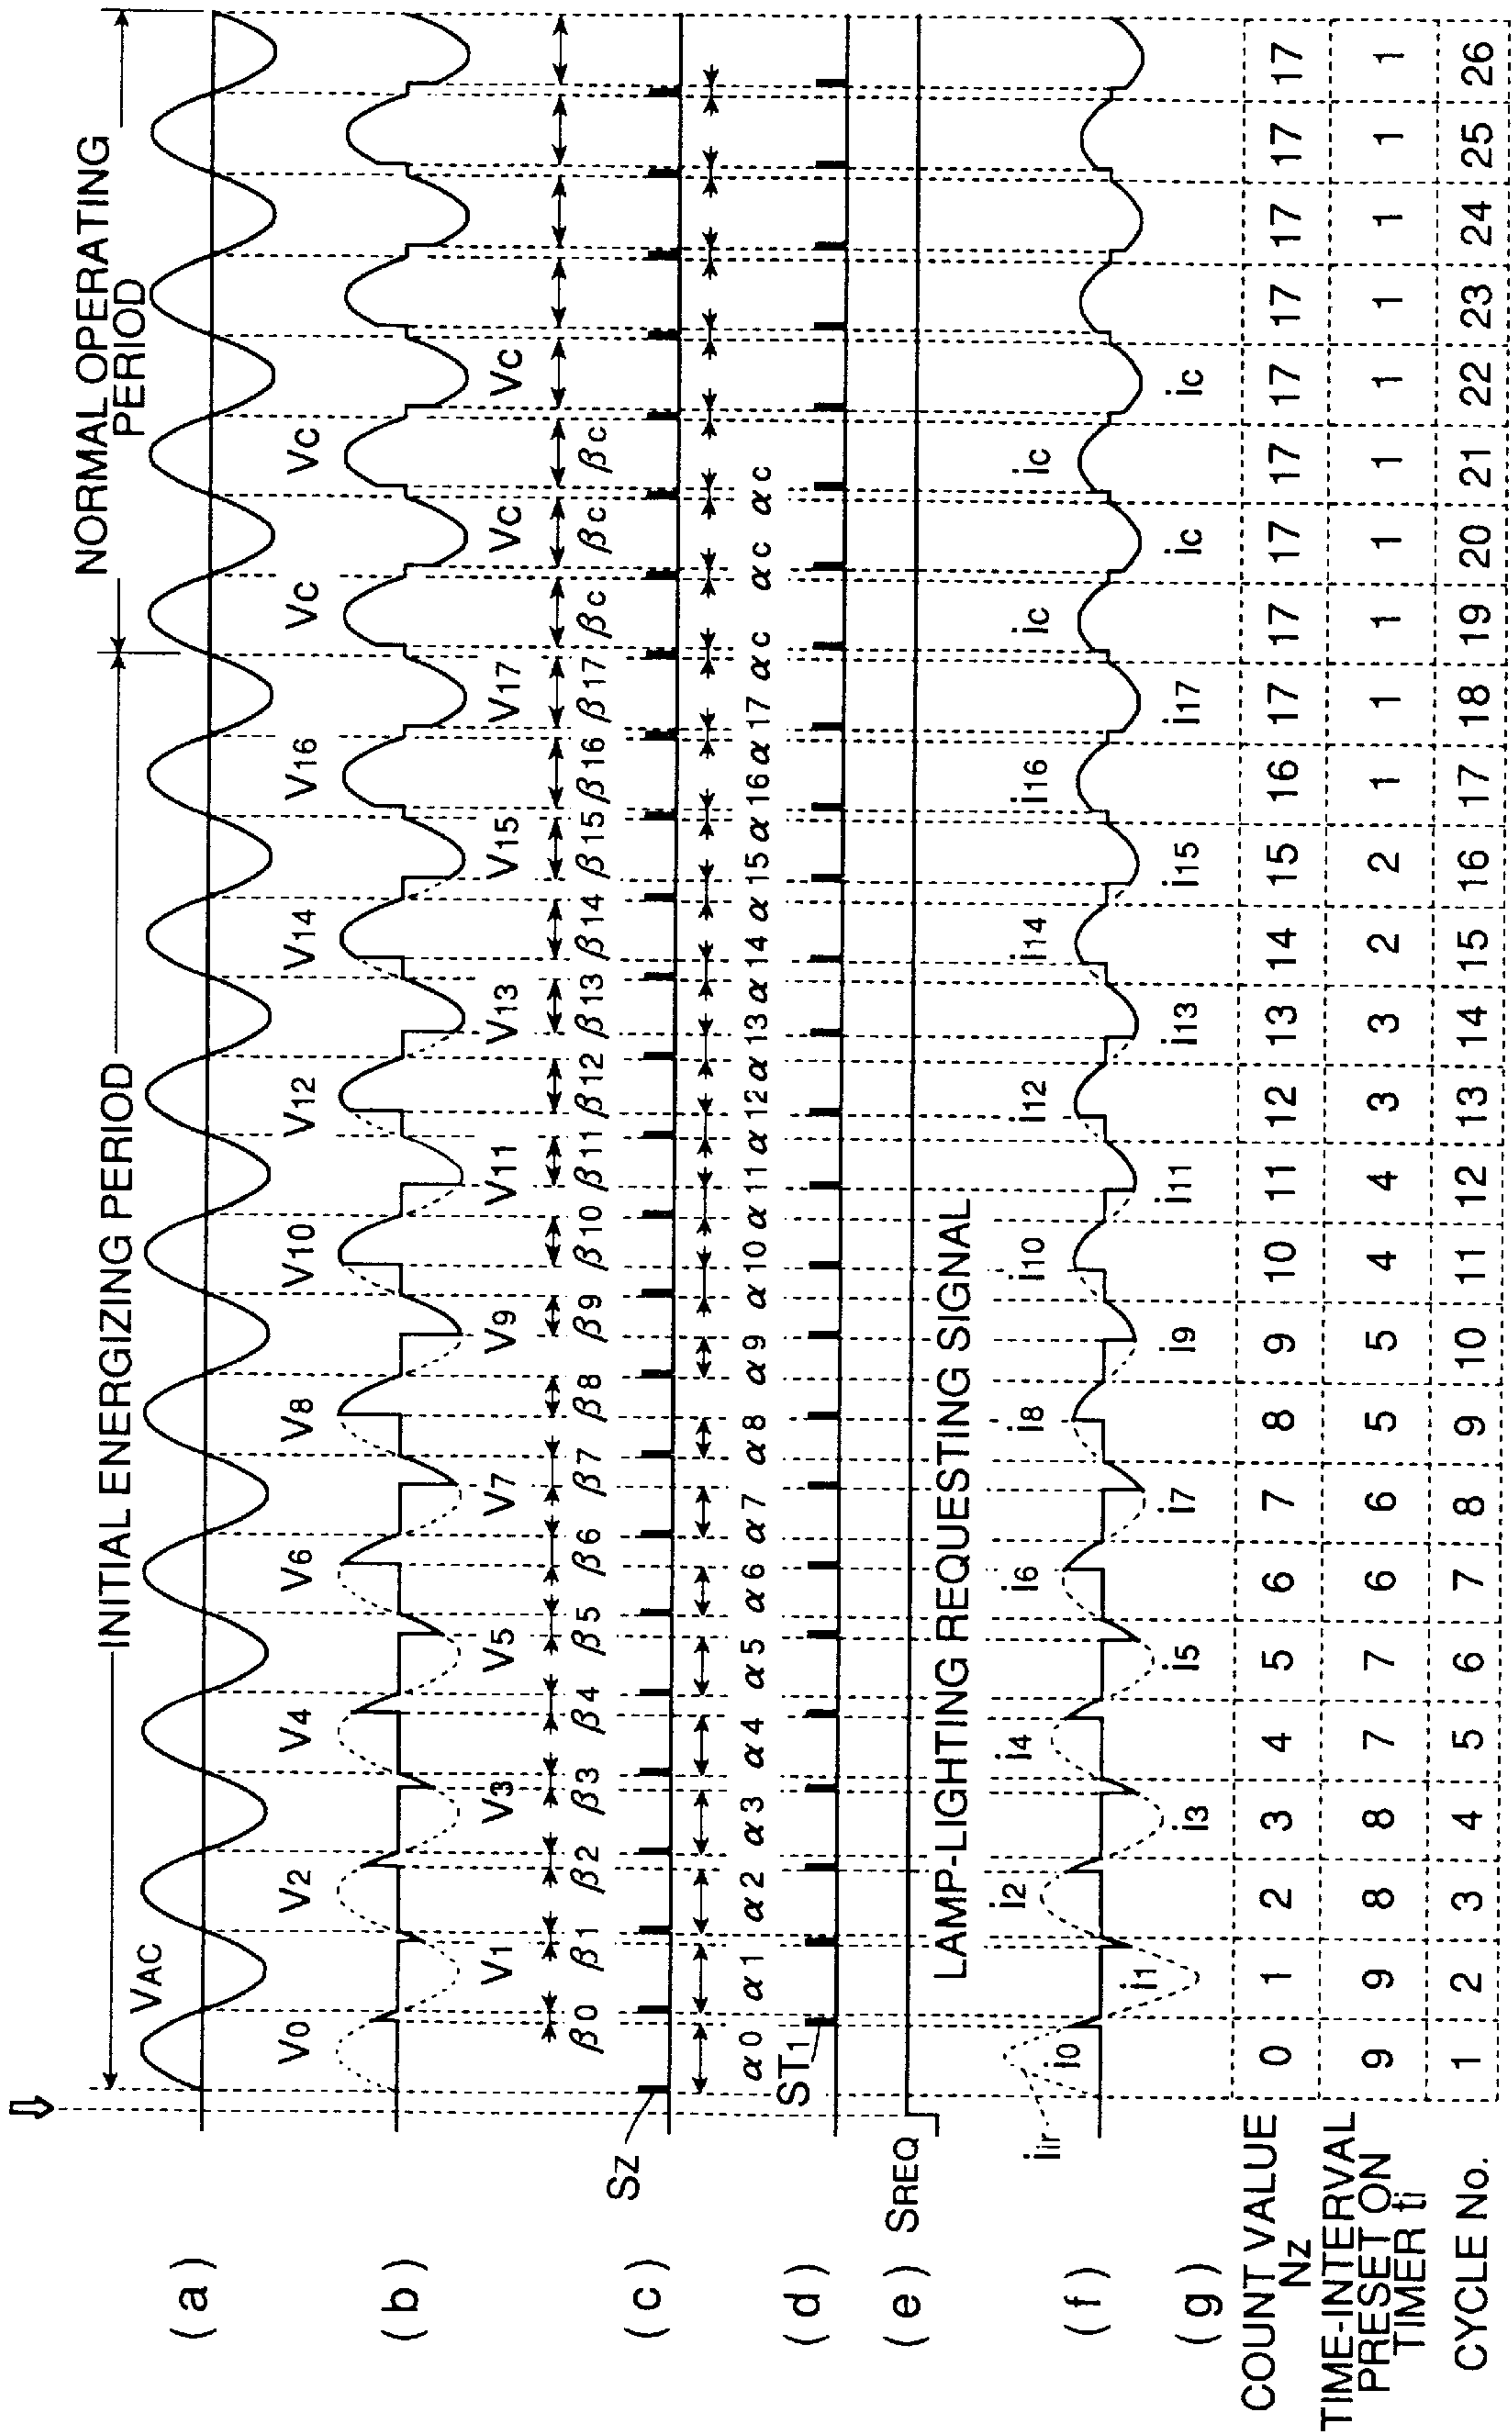 INITIAL ENERGIZING PERIOD
NORMAL OPERATING
PERIOD
(a)
VAC
(b)
V0 V2 V4 V6 V8 V10 V12 V14 V16 Vc Vc
V1 V3 V5 V7 V9 V11 V13 V15 V17 Vc Vc
β0 β1 β2 β3 β4 β5 β6 β7 β8 β9 β10 β11 β12 β13 β14 β15 β16 β17 βc βc βc
(c)
Sz
α0 α1 α2 α3 α4 α5 α6 α7 α8 α9 α10 α11 α12 α13 α14 α15 α16 α17 αc αc αc
(d)
ST1
(e) SREQ
LAMP-LIGHTING REQUESTING SIGNAL
(f)
iir
i0 i2 i4 i6 i8 i10 i12 i14 i16 ic ic
i1 i3 i5 i7 i9 i11 i13 i15 i17 ic ic
(g)
COUNT VALUE
Nz
0 1 2 3 4 5 6 7 8 9 10 11 12 13 14 15 16 17 17 17 17 17 17 17 17 17
TIME-INTERVAL
PRESET ON
TIMER ti
9 9 8 8 7 7 6 6 5 5 4 4 3 3 2 2 1 1 1 1 1 1 1 1 1 1
CYCLE No.
1 2 3 4 5 6 7 8 9 10 11 12 13 14 15 16 17 18 19 20 21 22 23 24 25 26